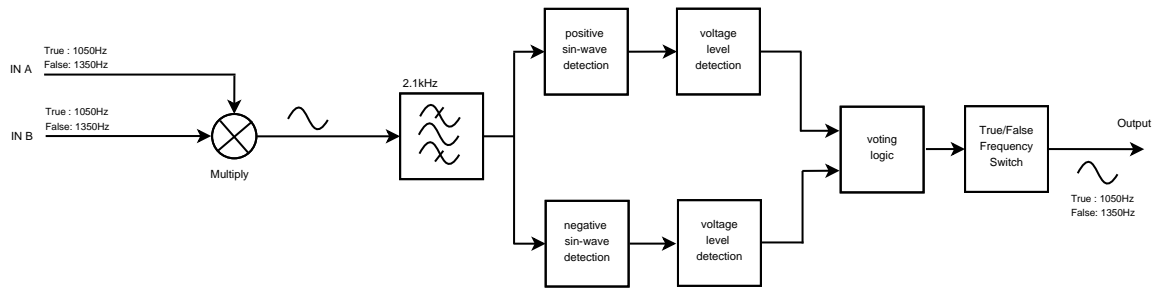 True : 1050Hz
False: 1350Hz
IN A
True : 1050Hz
False: 1350Hz
IN B
Multiply
2.1kHz
positive
sin-wave
detection
voltage
level
detection
negative
sin-wave
detection
voltage
level
detection
voting
logic
True/False
Frequency
Switch
Output
True : 1050Hz
False: 1350Hz